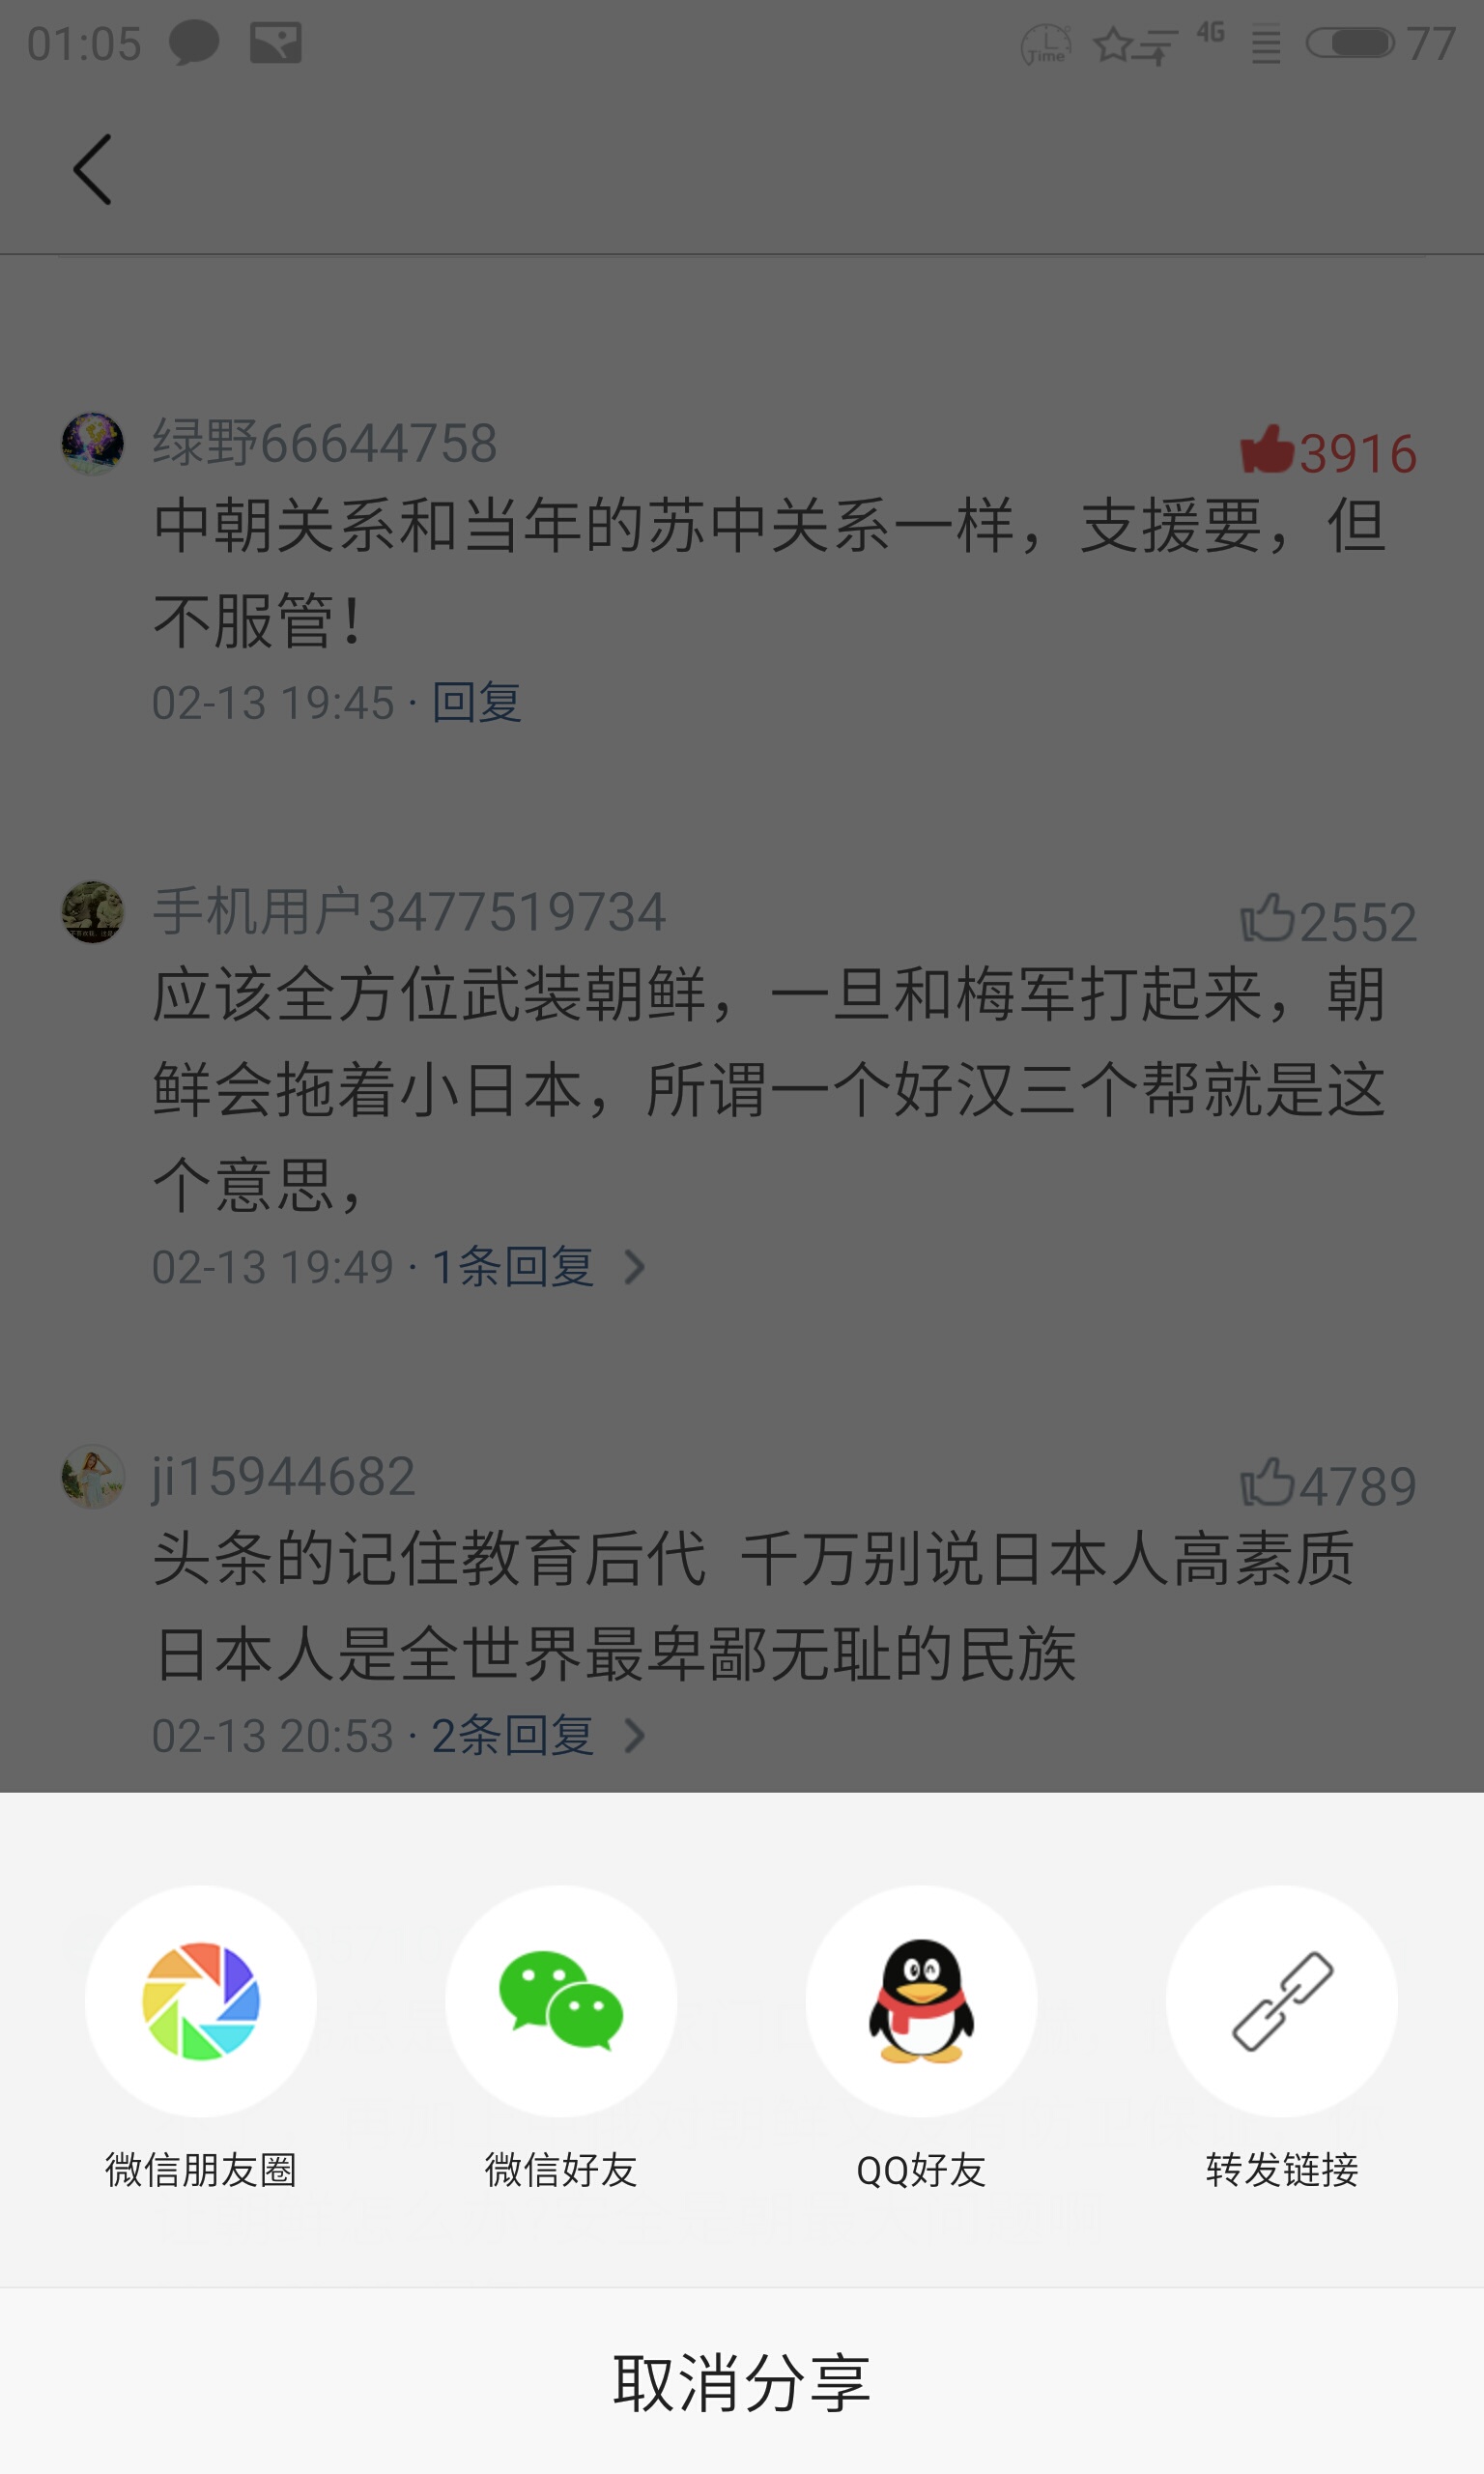 01:05
Time
4G
77
绿野66644758
3916
中朝关系和当年的苏中关系一样，支援要，但
不服管！
02-13 19:45 · 回复
手机用户3477519734
2552
应该全方位武装朝鲜，一旦和梅军打起来，朝
鲜会拖着小日本，所谓一个好汉三个帮就是这
个意思，
02-13 19:49 · 1条回复
ji15944682
4789
头条的记住教育后代 千万别说日本人高素质
日本人是全世界最卑鄙无耻的民族
02-13 20:53 · 2条回复
微信朋友圈
微信好友
QQ好友
转发链接
取消分享